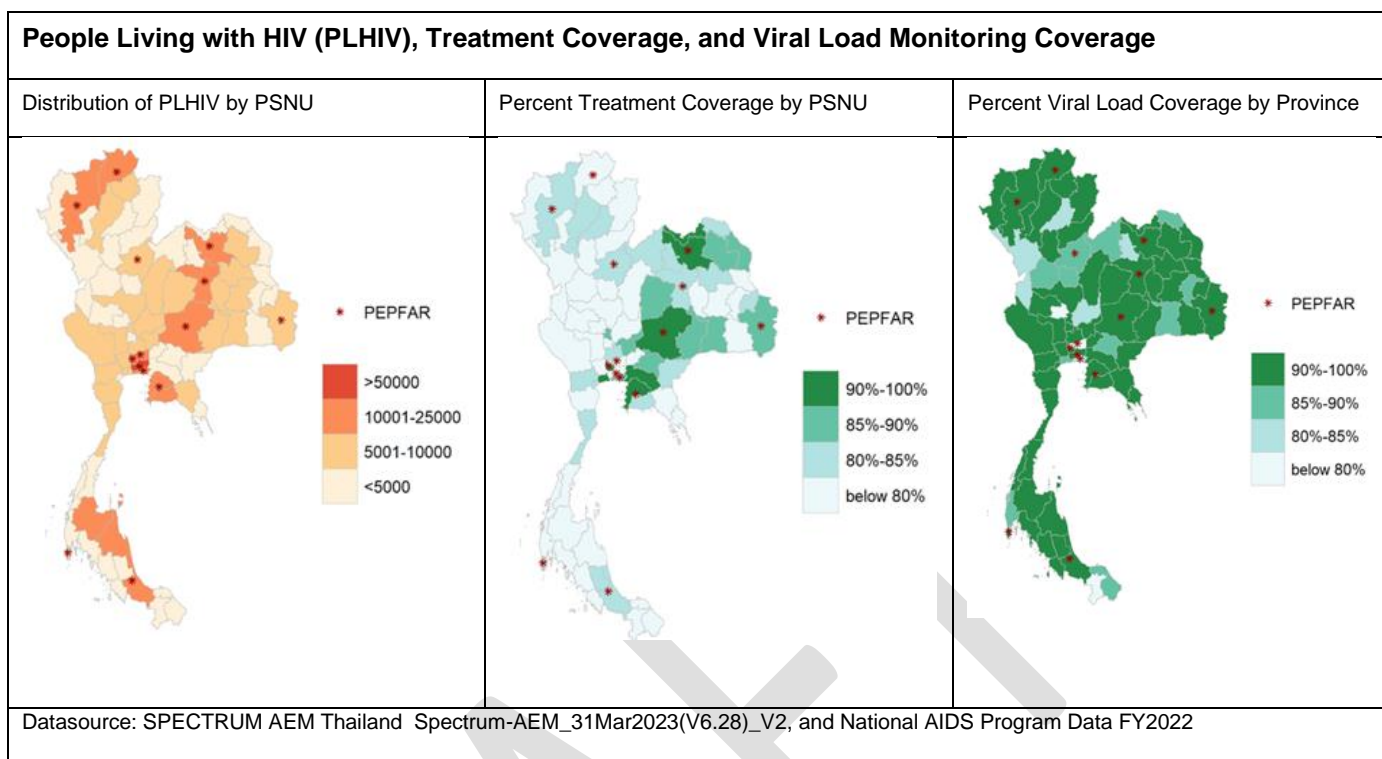 People Living with HIV (PLHIV), Treatment Coverage, and Viral Load Monitoring Coverage
Distribution of PLHIV by PSNU
Percent Treatment Coverage by PSNU
Percent Viral Load Coverage by Province
PEPFAR
>50000
10001-25000
5001-10000
<5000
PEPFAR
90%-100%
85%-90%
80%-85%
below 80%
PEPFAR
90%-100%
85%-90%
80%-85%
below 80%
Datasource: SPECTRUM AEM Thailand Spectrum-AEM_31Mar2023(V6.28)_V2, and National AIDS Program Data FY2022